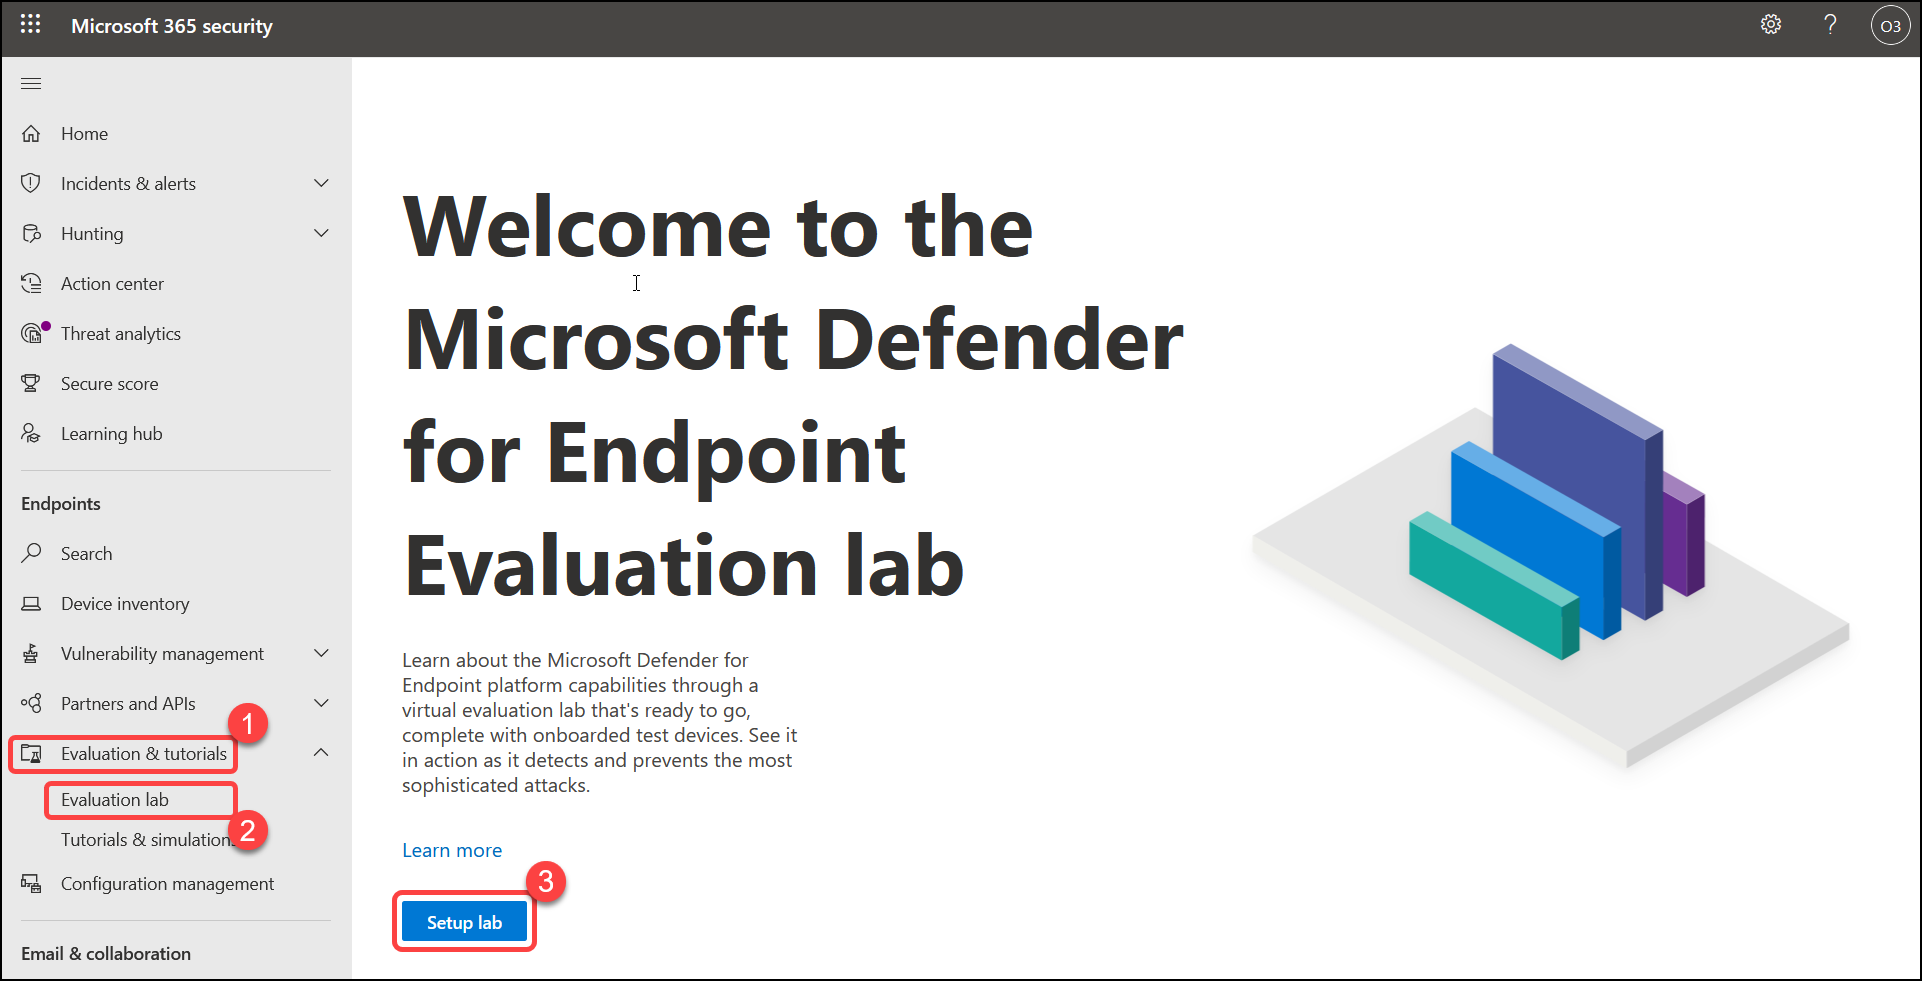 Microsoft 365 security
?
O3
Home
Incidents & alerts
Hunting
Action center
Threat analytics
Secure score
Learning hub
Endpoints
Search
Device inventory
Vulnerability management
Partners and APIs
1
Evaluation & tutorials
Evaluation lab
2
Tutorials & simulations
Configuration management
Email & collaboration
Welcome to the
Microsoft Defender
for Endpoint
Evaluation lab
Learn about the Microsoft Defender for
Endpoint platform capabilities through a
virtual evaluation lab that's ready to go,
complete with onboarded test devices. See it
in action as it detects and prevents the most
sophisticated attacks.
Learn more
3
Setup lab